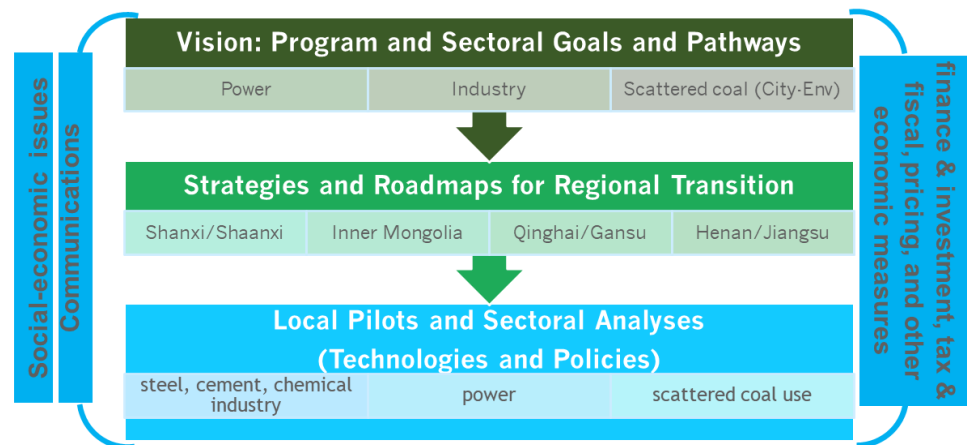 Vision: Program and Sectoral Goals and Pathways
Power
Industry
Scattered coal (City-Env)
Strategies and Roadmaps for Regional Transition
Shanxi/Shaanxi
Inner Mongolia
Qinghai/Gansu
Henan/Jiangsu
Local Pilots and Sectoral Analyses
(Technologies and Policies)
steel, cement, chemical
industry
power
scattered coal use
Social-economic issues
Communications
finance & investment, tax &
fiscal, pricing, and other
economic measures